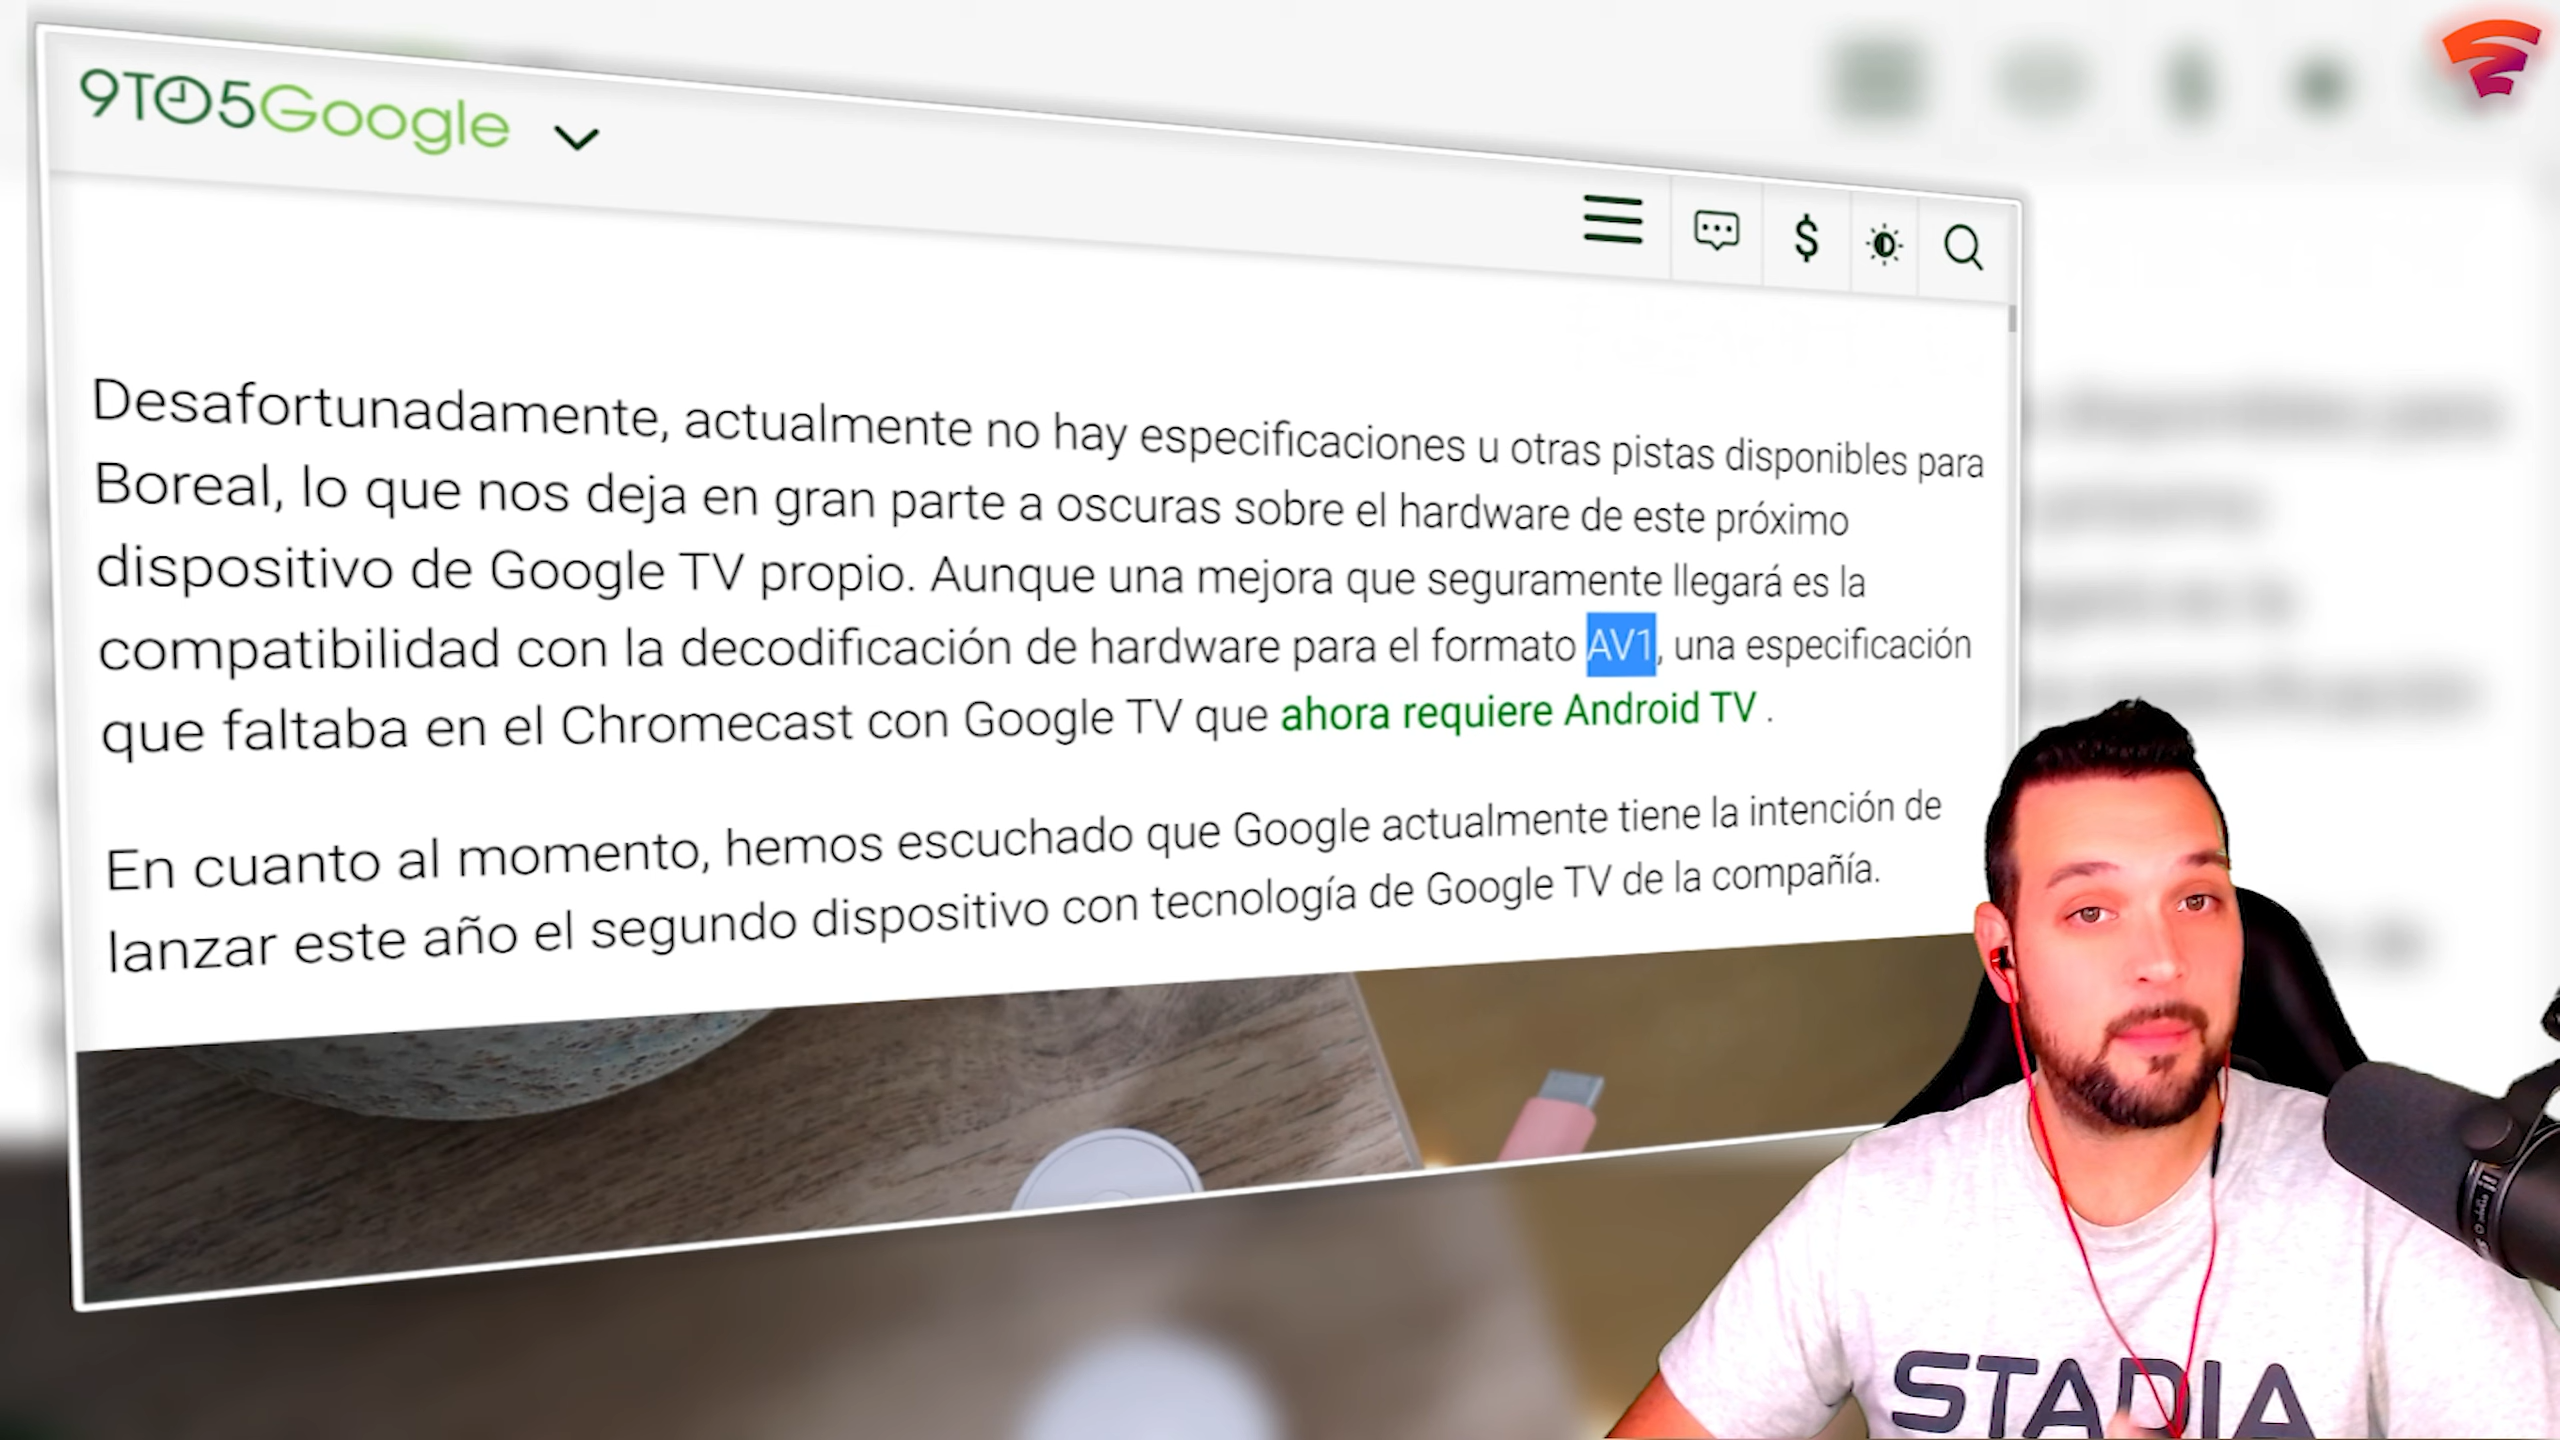 9TO5Google
Desafortunadamente, actualmente no hay especificaciones u otras pistas disponibles para
Boreal, lo que nos deja en gran parte a oscuras sobre el hardware de este próximo
dispositivo de Google TV propio. Aunque una mejora que seguramente llegará es la
compatibilidad con la decodificación de hardware para el formato AV1, una especificación
que faltaba en el Chromecast con Google TV que ahora requiere Android TV .
En cuanto al momento, hemos escuchado que Google actualmente tiene la intención de
lanzar este año el segundo dispositivo con tecnología de Google TV de la compañía.
STADIA